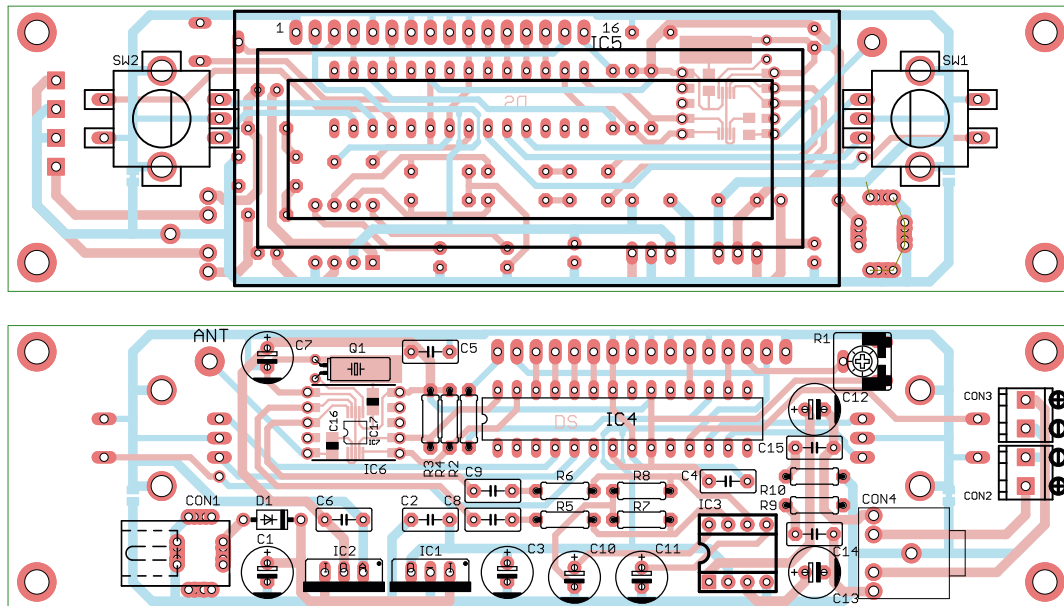 1 16
IC5
SW2 SW1
DS
ANT
C7 Q1 C5 R1
C12
CON3
DS IC4
C16 C17
IC6
R3 R4 R2
C15
C9 R6 R8 C4
R10
CON2
CON1 D1 C6 C2 C8 R5 R7 IC3 R9 CON4
C1 IC2 IC1 C3 C10 C11 C14
C13